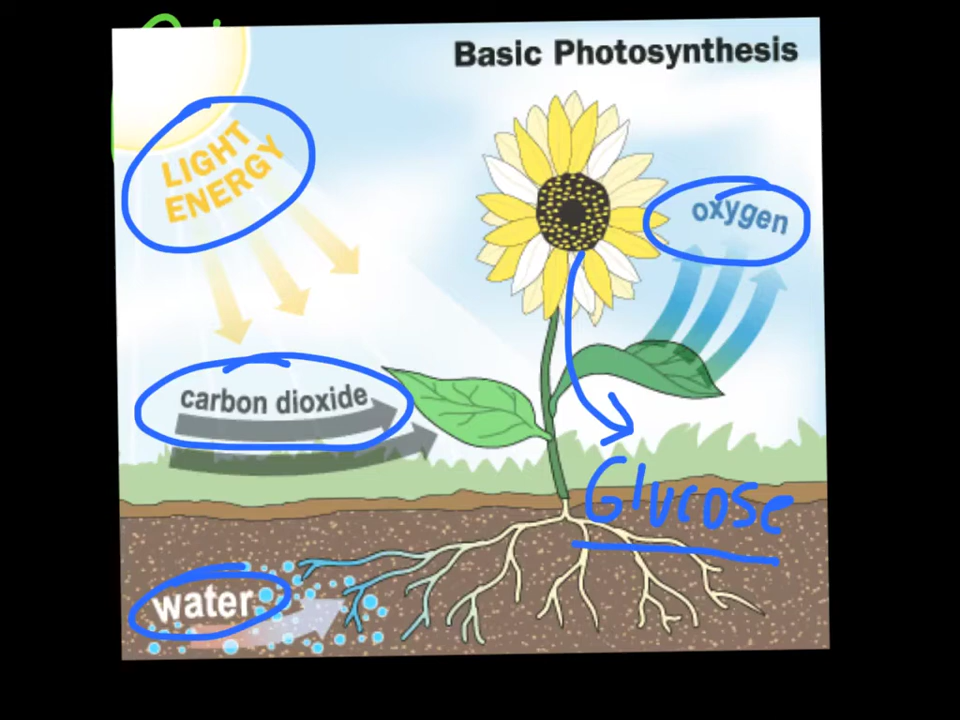 Basic Photosynthesis
LIGHT
ENERGY
oxygen
carbon dioxide
Glucose
water